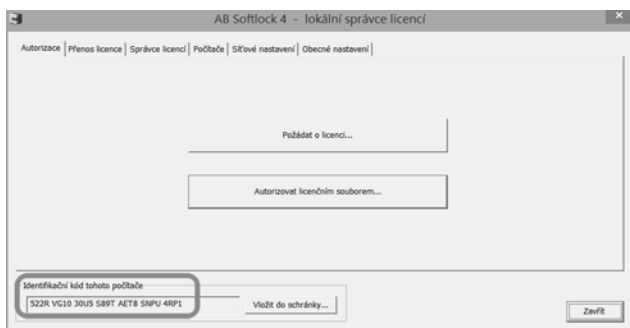 AB Softlock 4 - lokální správce licencí
Autorizace Přenos licence Správce licencí Počítače Síťové nastavení Obecné nastavení
Požádat o licenci...
Autorizovat licenčním souborem...
Identifikační kód tohoto počítače
522R VG10 30U5 S89T AET8 SNPU 4RP1 Vložit do schránky... Zavřít